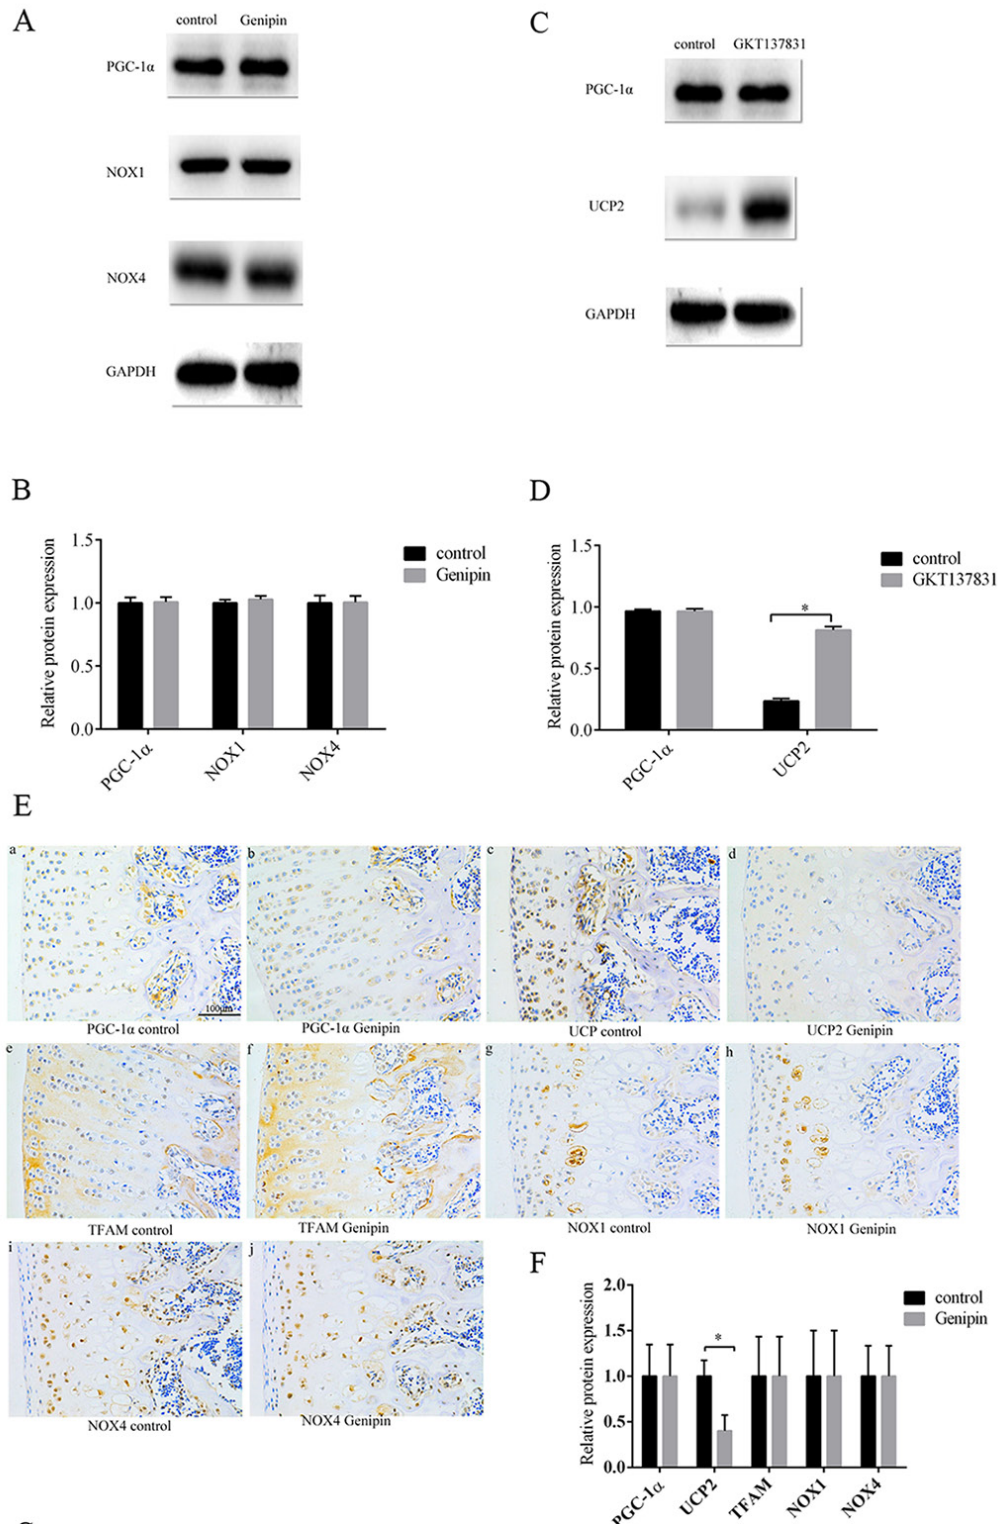 A
control Genipin
PGC-1α
NOX1
NOX4
GAPDH
C
control GKT137831
PGC-1α
UCP2
GAPDH
B
Relative protein expression
1.5
1.0
0.5
0.0
PGC-1α
NOX1
NOX4
control
Genipin
D
Relative protein expression
1.5
1.0
0.5
0.0
*
PGC-1α
UCP2
control
GKT137831
E
a
b
c
d
100μm
PGC-1α control
PGC-1α Genipin
UCP control
UCP2 Genipin
e
f
g
h
TFAM control
TFAM Genipin
NOX1 control
NOX1 Genipin
i
j
NOX4 control
NOX4 Genipin
F
Relative protein expression
2.0
1.5
1.0
0.5
0.0
*
PGC-1α
UCP2
TFAM
NOX1
NOX4
control
Genipin